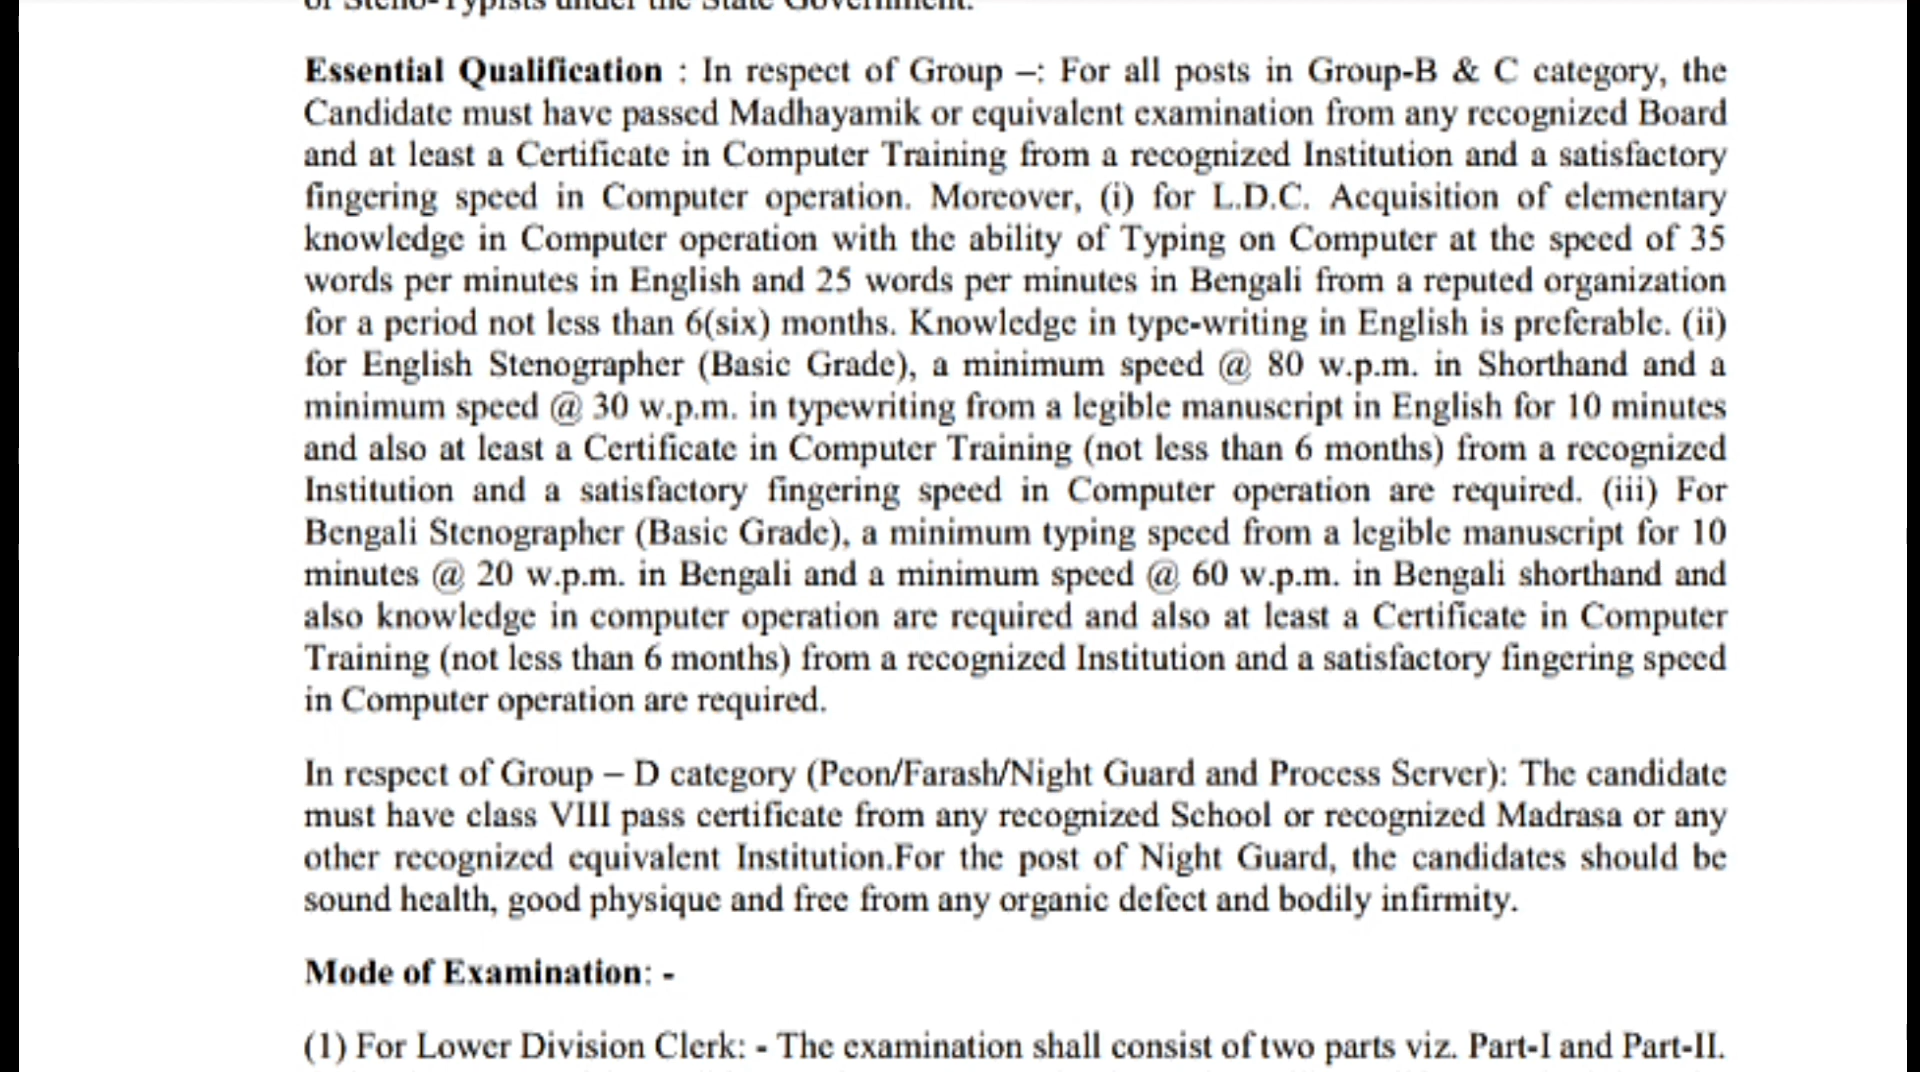 of Steno-Typists under the State Government.
Essential Qualification : In respect of Group –: For all posts in Group-B & C category, the
Candidate must have passed Madhayamik or equivalent examination from any recognized Board
and at least a Certificate in Computer Training from a recognized Institution and a satisfactory
fingering speed in Computer operation. Moreover, (i) for L.D.C. Acquisition of elementary
knowledge in Computer operation with the ability of Typing on Computer at the speed of 35
words per minutes in English and 25 words per minutes in Bengali from a reputed organization
for a period not less than 6(six) months. Knowledge in type-writing in English is preferable. (ii)
for English Stenographer (Basic Grade), a minimum speed @ 80 w.p.m. in Shorthand and a
minimum speed @ 30 w.p.m. in typewriting from a legible manuscript in English for 10 minutes
and also at least a Certificate in Computer Training (not less than 6 months) from a recognized
Institution and a satisfactory fingering speed in Computer operation are required. (iii) For
Bengali Stenographer (Basic Grade), a minimum typing speed from a legible manuscript for 10
minutes @ 20 w.p.m. in Bengali and a minimum speed @ 60 w.p.m. in Bengali shorthand and
also knowledge in computer operation are required and also at least a Certificate in Computer
Training (not less than 6 months) from a recognized Institution and a satisfactory fingering speed
in Computer operation are required.
In respect of Group – D category (Peon/Farash/Night Guard and Process Server): The candidate
must have class VIII pass certificate from any recognized School or recognized Madrasa or any
other recognized equivalent Institution.For the post of Night Guard, the candidates should be
sound health, good physique and free from any organic defect and bodily infirmity.
Mode of Examination: -
(1) For Lower Division Clerk: - The examination shall consist of two parts viz. Part-I and Part-II.